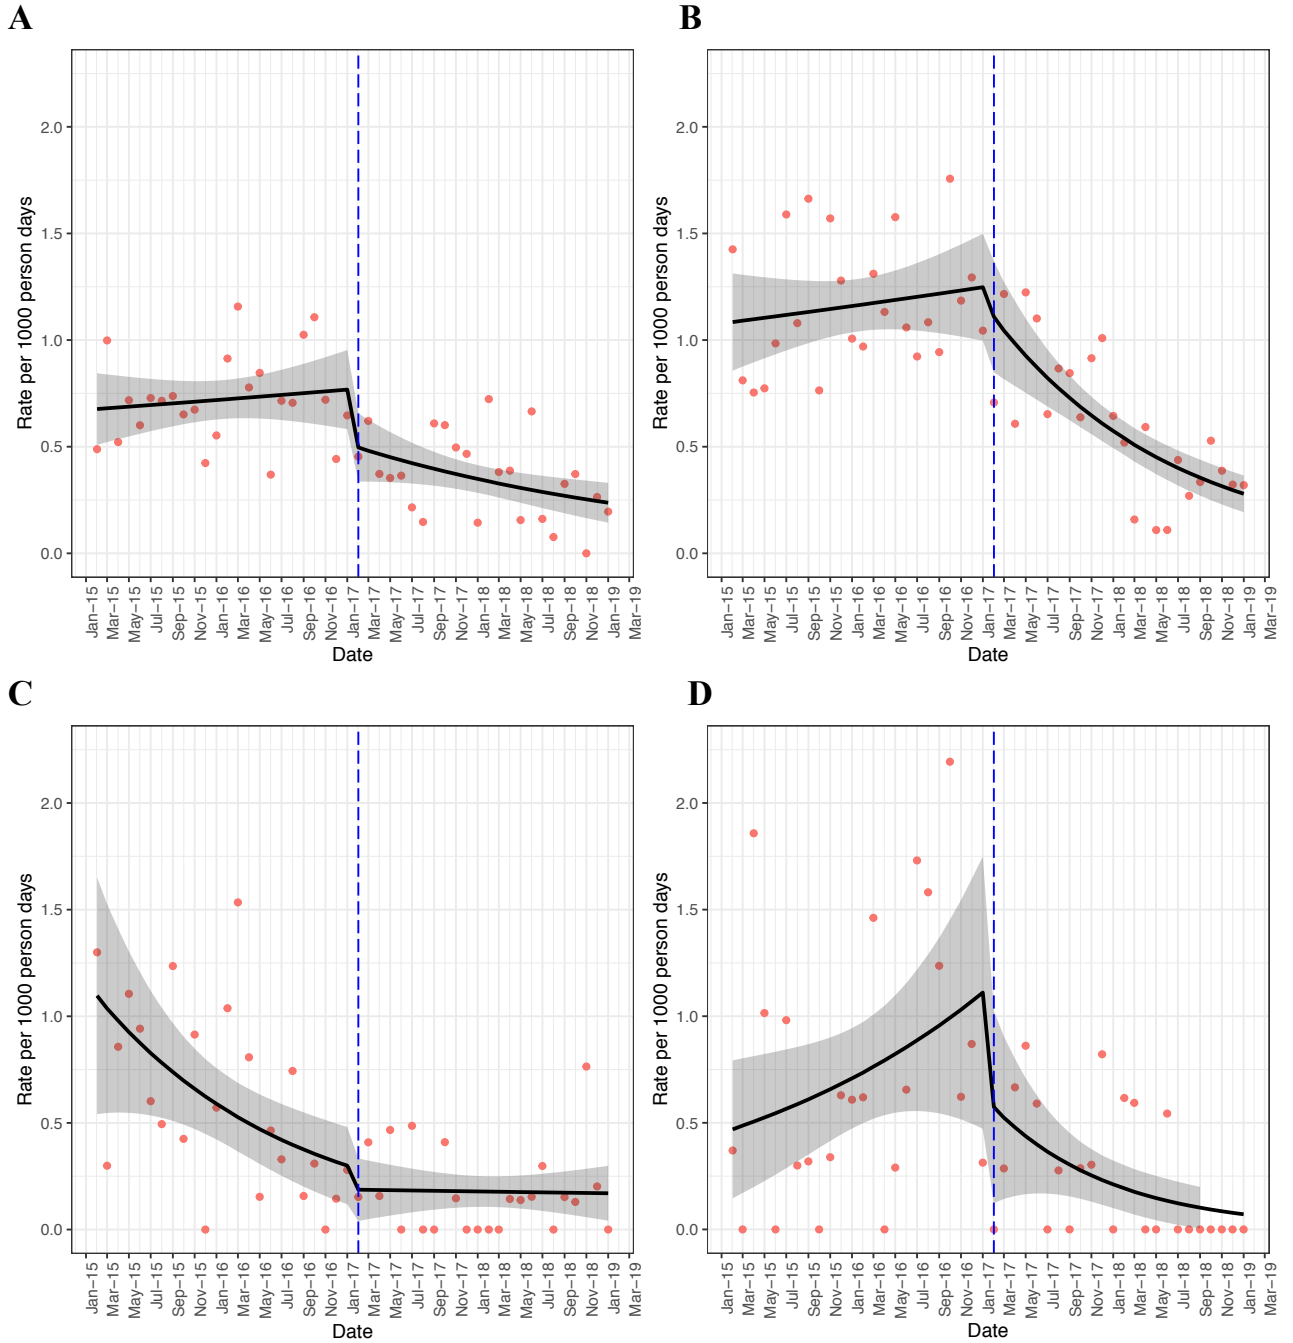 A
Rate per 1000 person days
2.0
1.5
1.0
0.5
0.0
Jan−15
Mar−15
May−15
Jul−15
Sep−15
Nov−15
Jan−16
Mar−16
May−16
Jul−16
Sep−16
Nov−16
Jan−17
Mar−17
May−17
Jul−17
Sep−17
Nov−17
Jan−18
Mar−18
May−18
Jul−18
Sep−18
Nov−18
Jan−19
Mar−19
Date
B
Rate per 1000 person days
2.0
1.5
1.0
0.5
0.0
Jan−15
Mar−15
May−15
Jul−15
Sep−15
Nov−15
Jan−16
Mar−16
May−16
Jul−16
Sep−16
Nov−16
Jan−17
Mar−17
May−17
Jul−17
Sep−17
Nov−17
Jan−18
Mar−18
May−18
Jul−18
Sep−18
Nov−18
Jan−19
Mar−19
Date
C
Rate per 1000 person days
2.0
1.5
1.0
0.5
0.0
Jan−15
Mar−15
May−15
Jul−15
Sep−15
Nov−15
Jan−16
Mar−16
May−16
Jul−16
Sep−16
Nov−16
Jan−17
Mar−17
May−17
Jul−17
Sep−17
Nov−17
Jan−18
Mar−18
May−18
Jul−18
Sep−18
Nov−18
Jan−19
Mar−19
Date
D
Rate per 1000 person days
2.0
1.5
1.0
0.5
0.0
Jan−15
Mar−15
May−15
Jul−15
Sep−15
Nov−15
Jan−16
Mar−16
May−16
Jul−16
Sep−16
Nov−16
Jan−17
Mar−17
May−17
Jul−17
Sep−17
Nov−17
Jan−18
Mar−18
May−18
Jul−18
Sep−18
Nov−18
Jan−19
Mar−19
Date